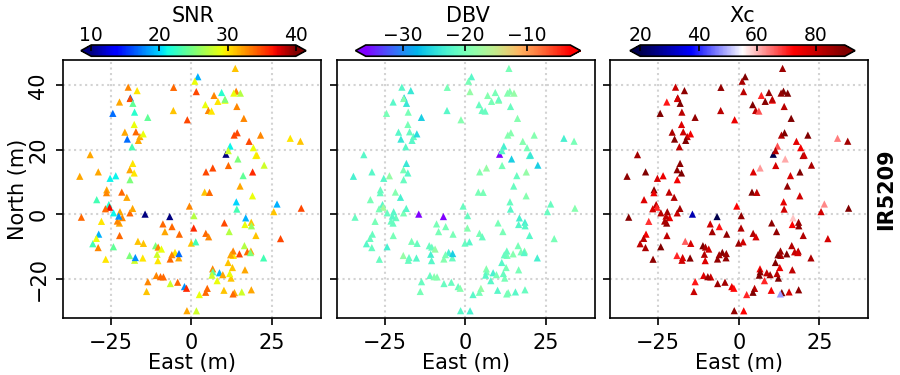 SNR DBV Xc
10 20 30 40 −30 −20 −10 20 40 60 80
40
20
0
−20
North (m)
IR5209
−25 0 25 −25 0 25 −25 0 25
East (m) East (m) East (m)